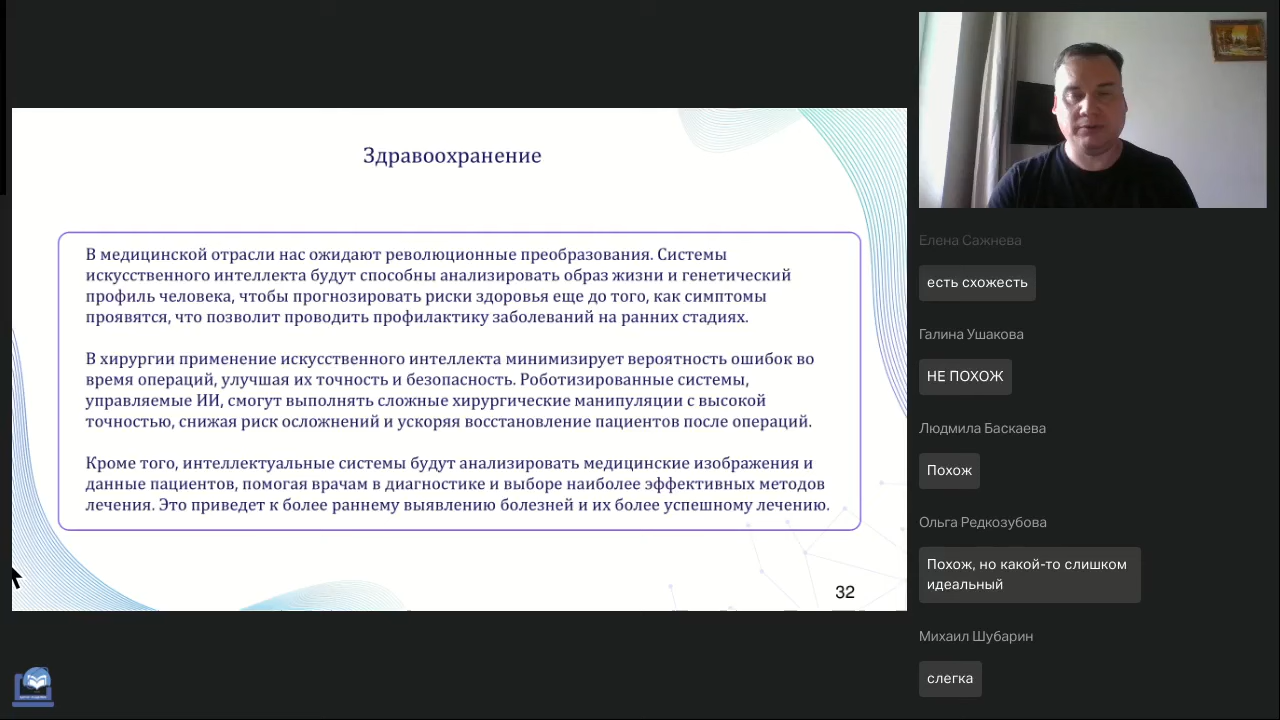 Здравоохранение
В медицинской отрасли нас ожидают революционные преобразования. Системы
искусственного интеллекта будут способны анализировать образ жизни и генетический
профиль человека, чтобы прогнозировать риски здоровья еще до того, как симптомы
проявятся, что позволит проводить профилактику заболеваний на ранних стадиях.
В хирургии применение искусственного интеллекта минимизирует вероятность ошибок во
время операций, улучшая их точность и безопасность. Роботизированные системы,
управляемые ИИ, смогут выполнять сложные хирургические манипуляции с высокой
точностью, снижая риск осложнений и ускоряя восстановление пациентов после операций.
Кроме того, интеллектуальные системы будут анализировать медицинские изображения и
данные пациентов, помогая врачам в диагностике и выборе наиболее эффективных методов
лечения. Это приведет к более раннему выявлению болезней и их более успешному лечению.
32
Елена Сажнева
есть схожесть
Галина Ушакова
НЕ ПОХОЖ
Людмила Баскаева
Похож
Ольга Редкозубова
Похож, но какой-то слишком
идеальный
Михаил Шубарин
слегка